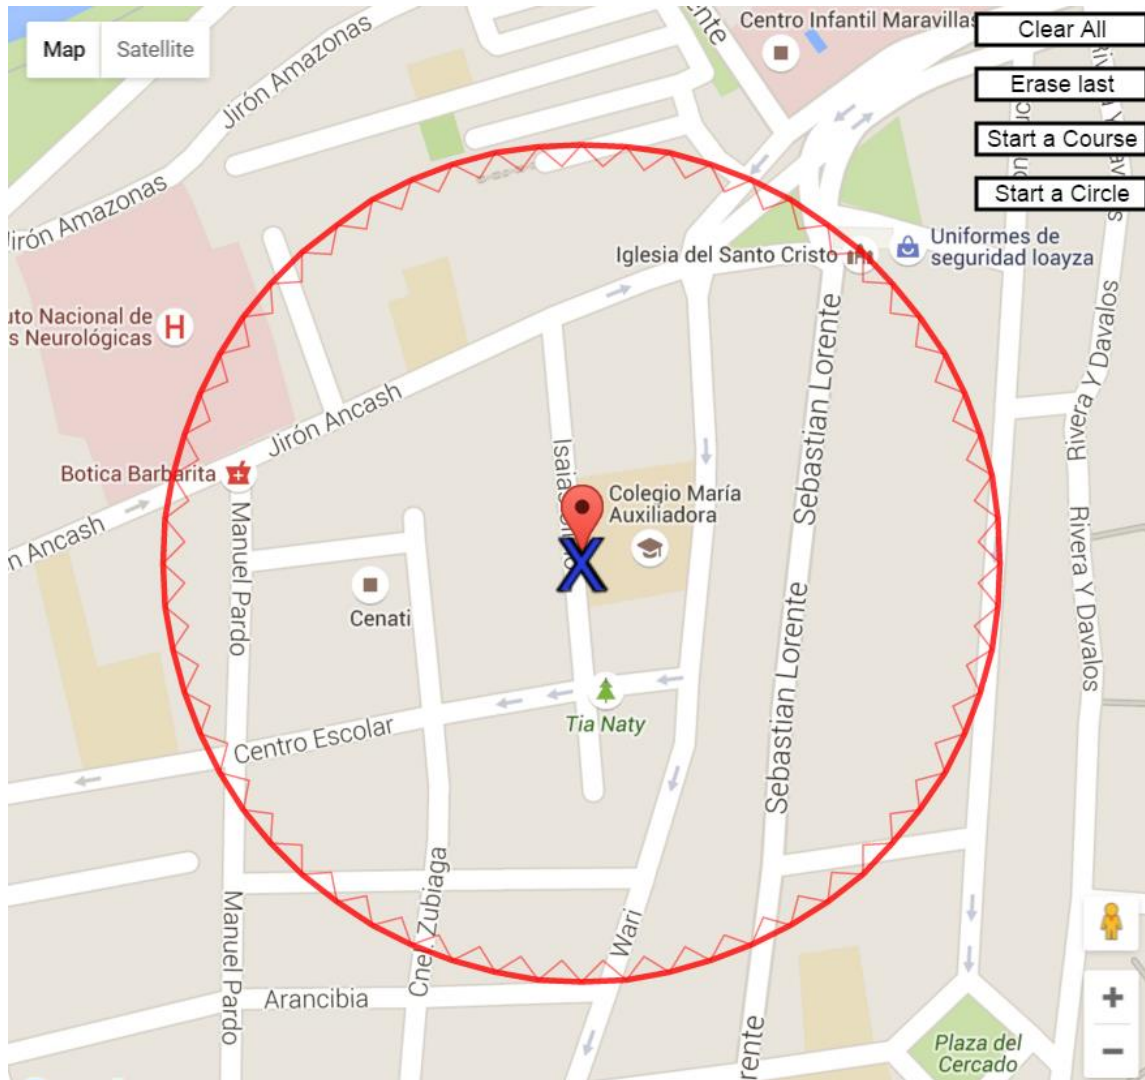 Map
Satellite
Clear All
Erase last
Start a Course
Start a Circle
Centro Infantil Maravillas
Jirón Amazonas
Jirón Amazonas
Iglesia del Santo Cristo
Uniformes de
seguridad loayza
uto Nacional de
s Neurológicas
H
Jirón Ancash
Sebastian Lorente
Rivera Y Davalos
Botica Barbarita
Colegio María
Auxiliadora
n Ancash
Manuel Pardo
X
Rivera Y Davalos
Cenati
Sebastian Lorente
Tia Naty
Centro Escolar
Manuel Pardo
Cnel. Zubiaga
Wari
Arancibia
Plaza del
Cercado
+
−